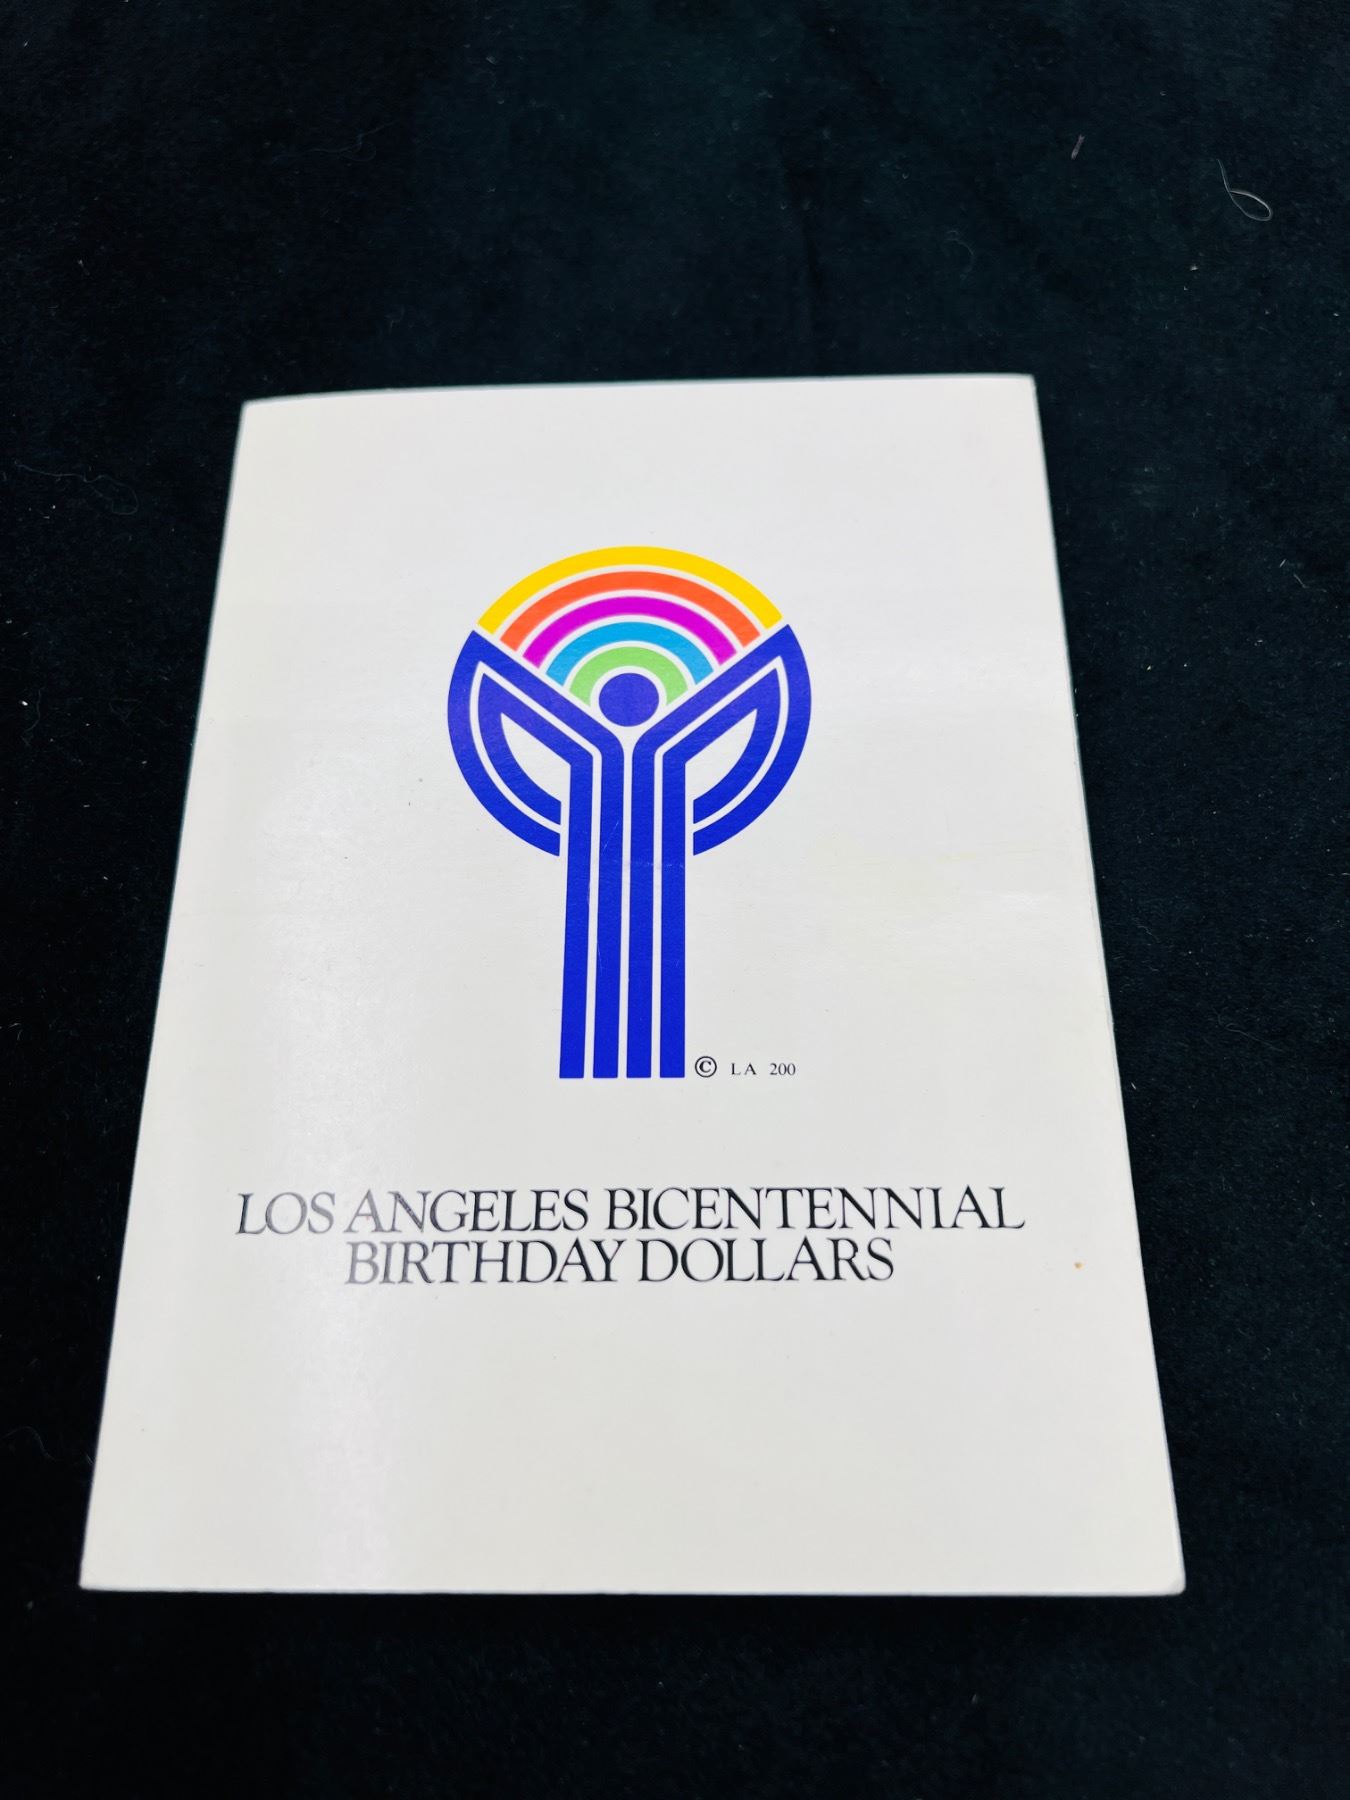 © LA 200
LOS ANGELES BICENTENNIAL
BIRTHDAY DOLLARS